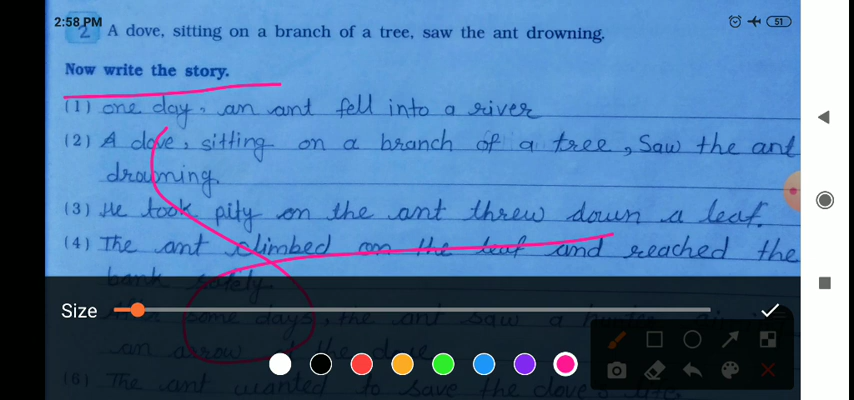 2:58 PM
51
2 A dove, sitting on a branch of a tree, saw the ant drowning.
Now write the story.
(1) one day, an ant fell into a river
(2) A dove, sitting on a branch of a tree, Saw the ant
drowning.
(3) He took pity on the ant threw down a leaf.
(4) The ant climbed on the leaf and reached the
bank safely.
Size
some days, the ant saw a
an arrow the dove
(6) The ant wanted to save the dove's